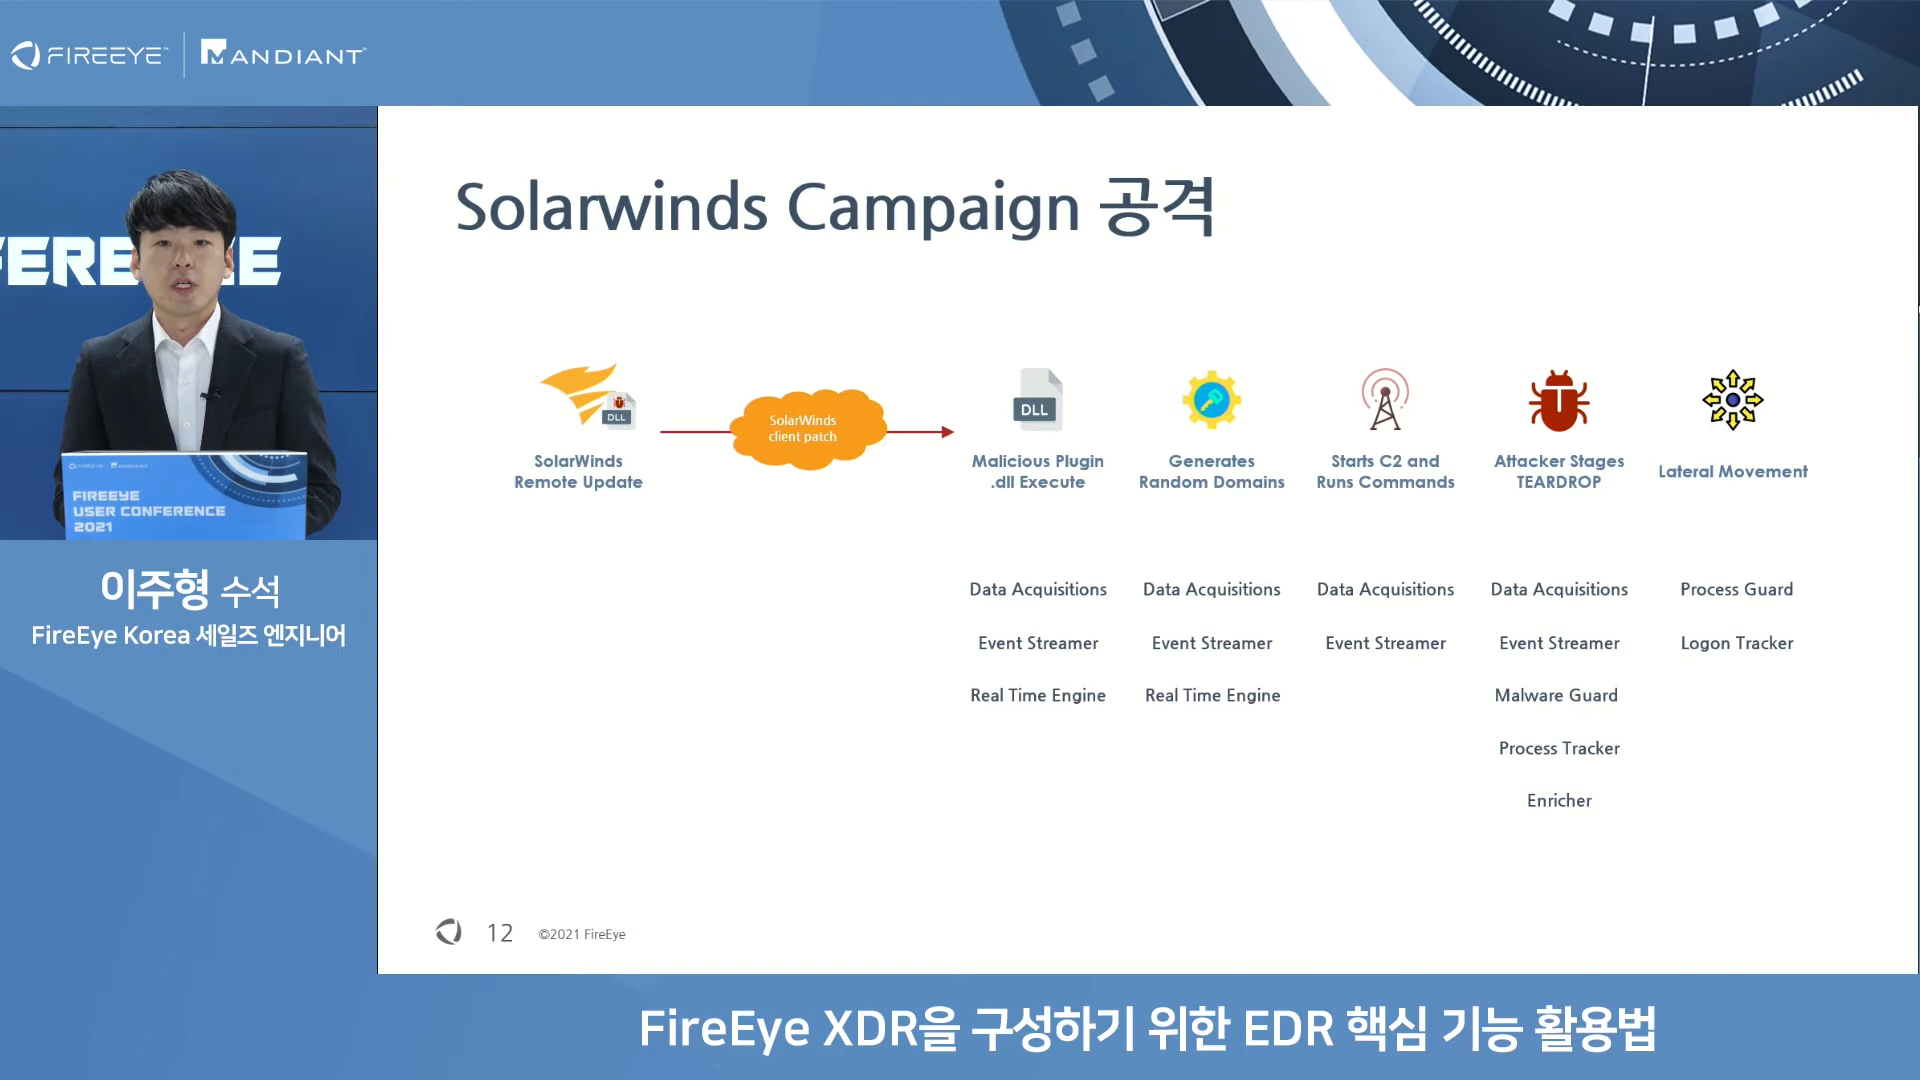 FIREEYE™ MANDIANT®
FERE E
FIREEYE MANDIANT
FIREEYE
USER CONFERENCE
2021
이주형 수석
FireEye Korea 세일즈 엔지니어
Solarwinds Campaign 공격
DLL
SolarWinds
Remote Update
SolarWinds
client patch
DLL
Malicious Plugin
.dll Execute
Generates
Random Domains
Starts C2 and
Runs Commands
Attacker Stages
TEARDROP
Lateral Movement
Data Acquisitions Data Acquisitions Data Acquisitions Data Acquisitions Process Guard
Event Streamer Event Streamer Event Streamer Event Streamer Logon Tracker
Real Time Engine Real Time Engine Malware Guard
Process Tracker
Enricher
12 ©2021 FireEye
FireEye XDR을 구성하기 위한 EDR 핵심 기능 활용법